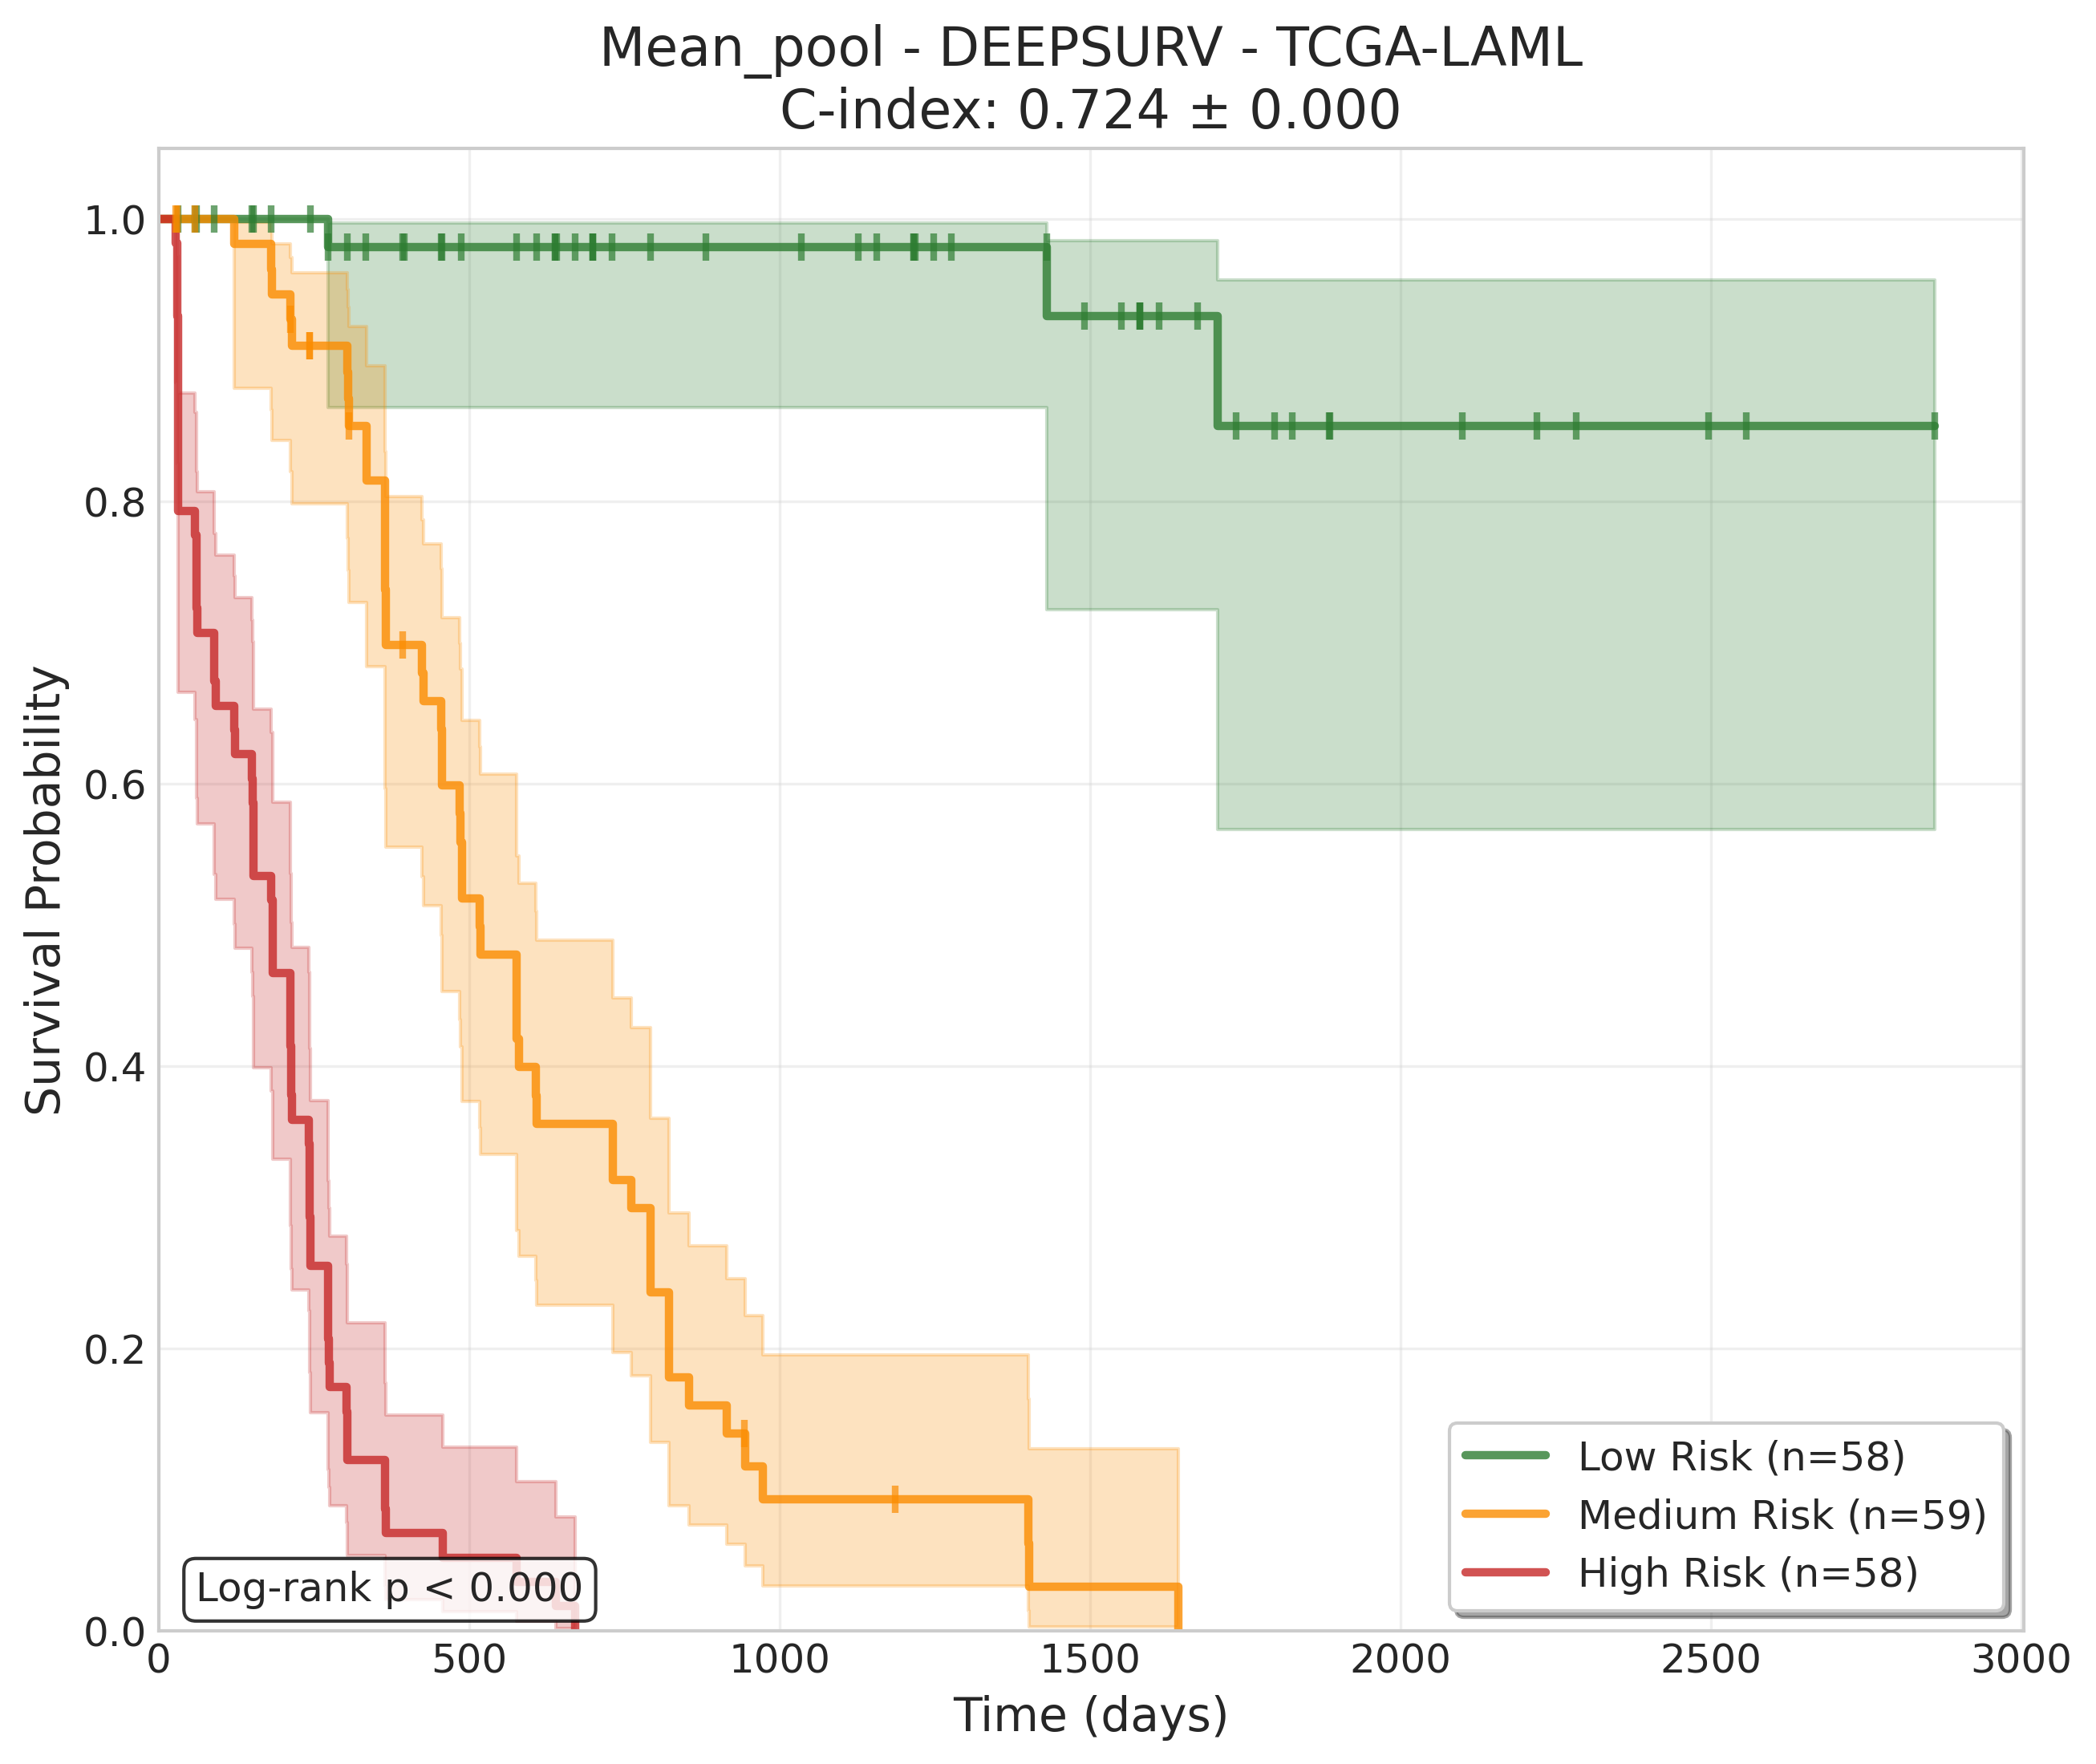 Mean_pool - DEEPSURV - TCGA-LAML
C-index: 0.724 ± 0.000
Survival Probability
1.0
0.8
0.6
0.4
0.2
0.0
0 500 1000 1500 2000 2500 3000
Time (days)
Log-rank p < 0.000
Low Risk (n=58)
Medium Risk (n=59)
High Risk (n=58)